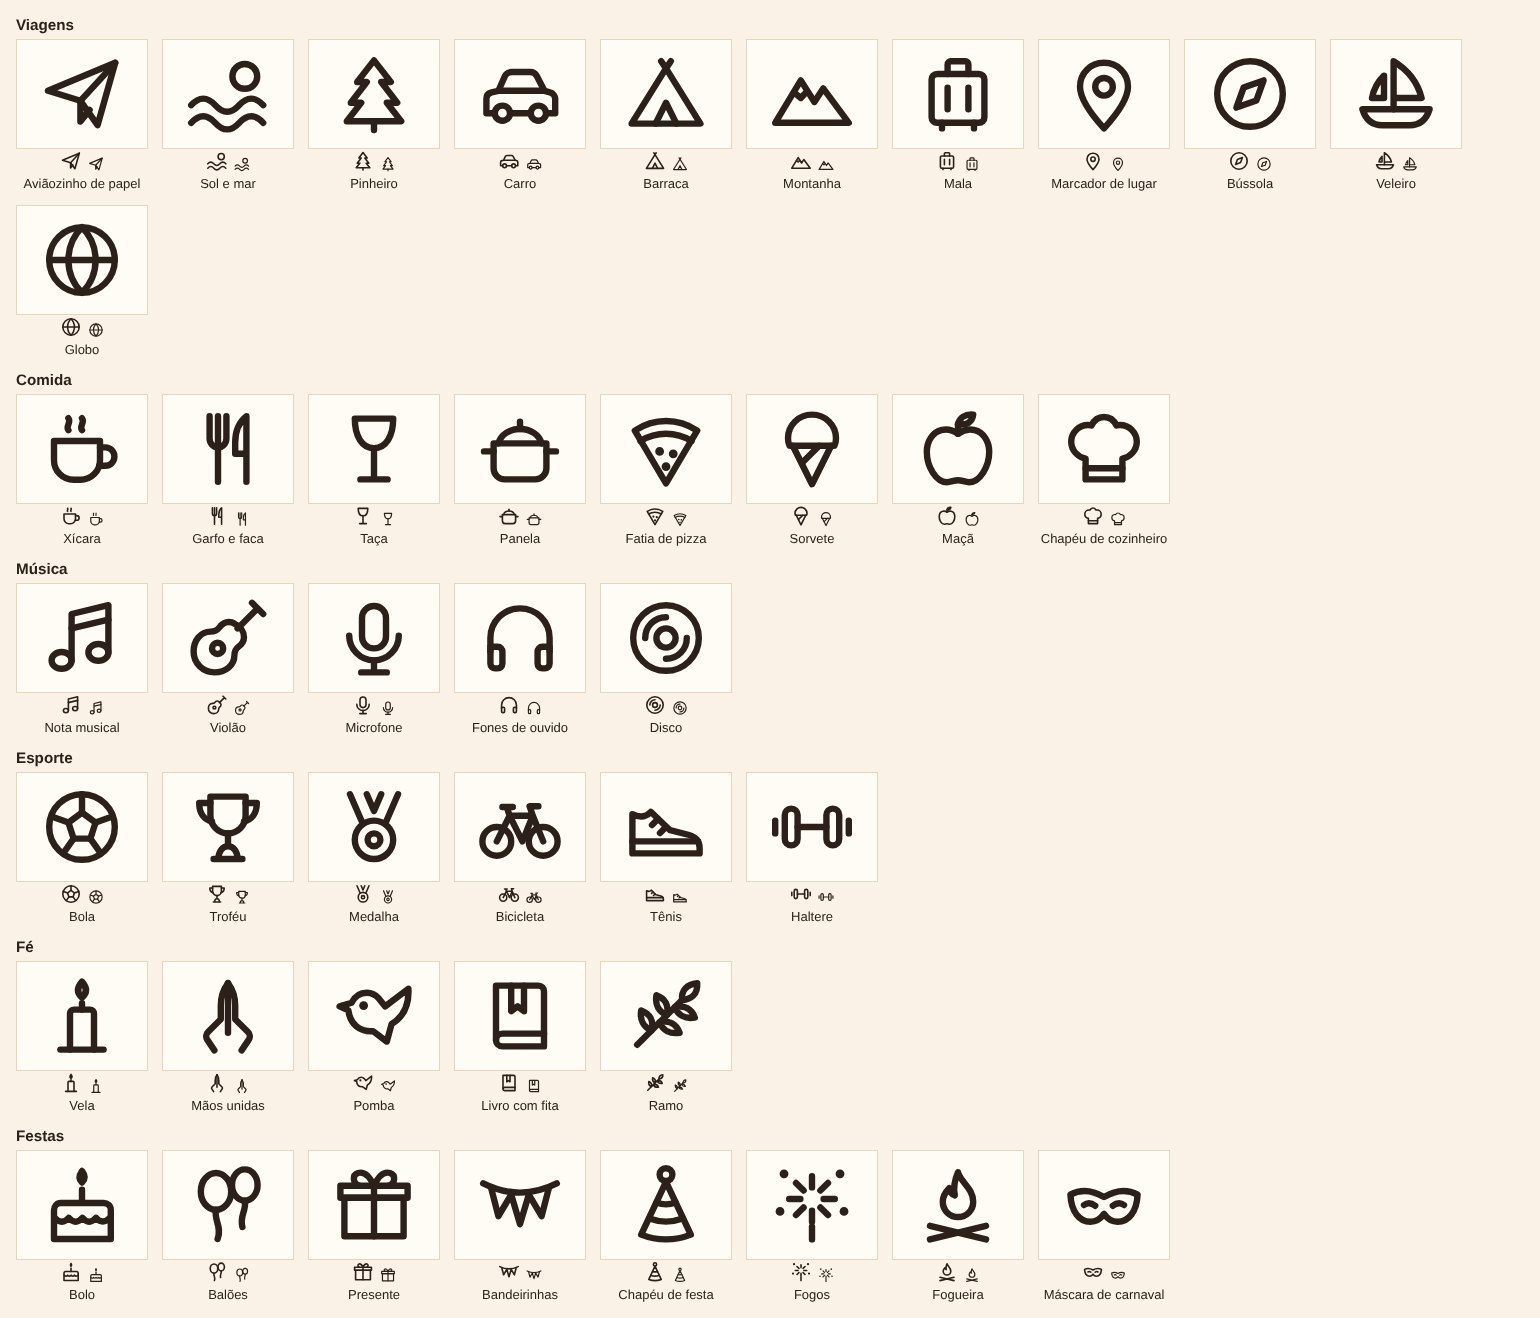 Viagens
Aviãozinho de papel
Sol e mar
Pinheiro
Carro
Barraca
Montanha
Mala
Marcador de lugar
Bússola
Veleiro
Globo
Comida
Xícara
Garfo e faca
Taça
Panela
Fatia de pizza
Sorvete
Maçã
Chapéu de cozinheiro
Música
Nota musical
Violão
Microfone
Fones de ouvido
Disco
Esporte
Bola
Troféu
Medalha
Bicicleta
Tênis
Haltere
Fé
Vela
Mãos unidas
Pomba
Livro com fita
Ramo
Festas
Bolo
Balões
Presente
Bandeirinhas
Chapéu de festa
Fogos
Fogueira
Máscara de carnaval